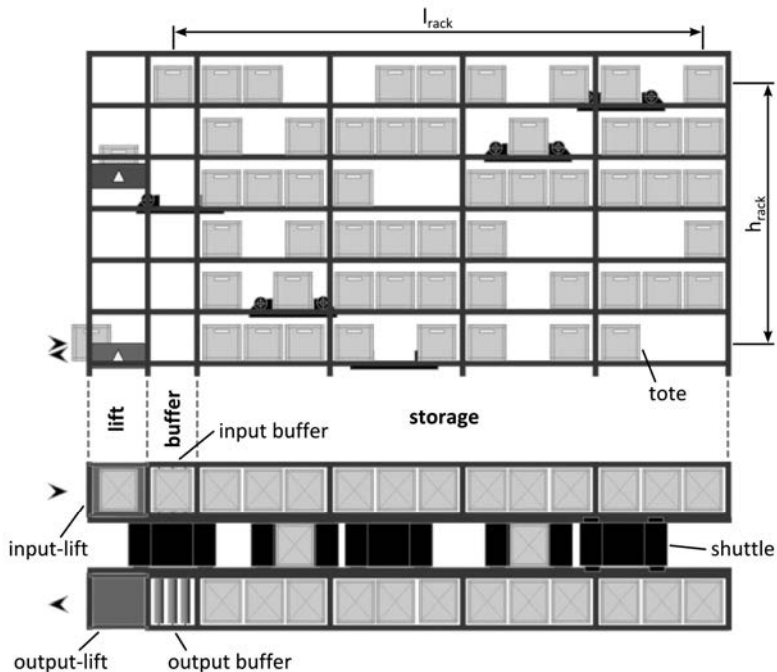 l_rack
h_rack
tote
lift
buffer
storage
input buffer
input-lift
shuttle
output-lift
output buffer